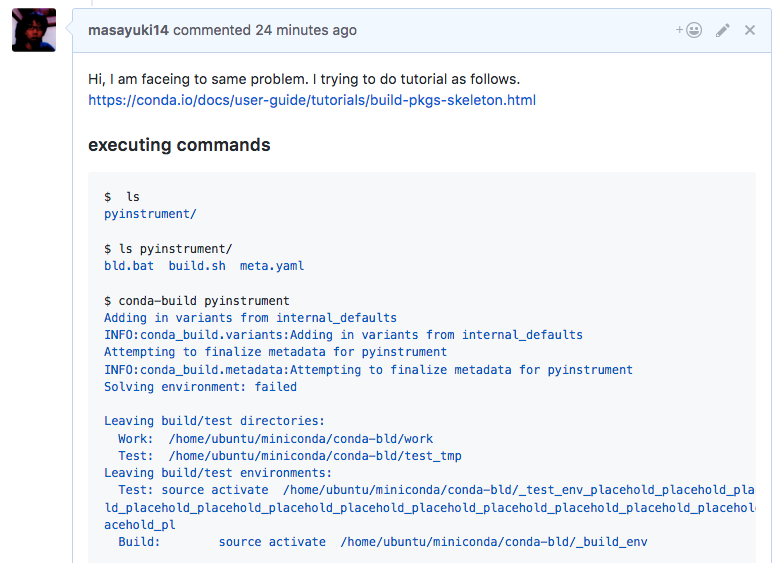 masayuki14 commented 24 minutes ago
Hi, I am faceing to same problem. I trying to do tutorial as follows.
https://conda.io/docs/user-guide/tutorials/build-pkgs-skeleton.html
executing commands
$  ls
pyinstrument/
$ ls pyinstrument/
bld.bat  build.sh  meta.yaml
$ conda-build pyinstrument
Adding in variants from internal_defaults
INFO:conda_build.variants:Adding in variants from internal_defaults
Attempting to finalize metadata for pyinstrument
INFO:conda_build.metadata:Attempting to finalize metadata for pyinstrument
Solving environment: failed
Leaving build/test directories:
  Work:  /home/ubuntu/miniconda/conda-bld/work
  Test:  /home/ubuntu/miniconda/conda-bld/test_tmp
Leaving build/test environments:
  Test: source activate  /home/ubuntu/miniconda/conda-bld/_test_env_placehold_placehold_pla
ld_placehold_placehold_placehold_placehold_placehold_placehold_placehold_placehold_placehol
acehold_pl
  Build:        source activate  /home/ubuntu/miniconda/conda-bld/_build_env